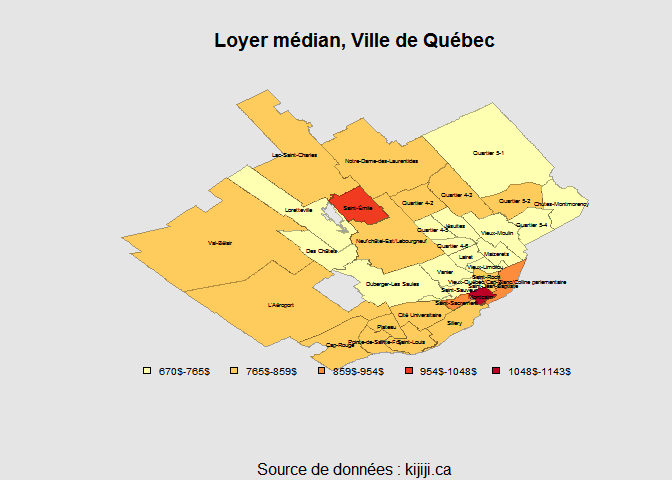 Loyer médian, Ville de Québec
Lac-Saint-Charles
Notre-Dame-des-Laurentides
Quartier 5-1
Loretteville
Saint-Émile
Quartier 4-2
Quartier 4-3
Quartier 5-2
Chutes-Montmorency
Val-Bélair
Des Châtels
Neufchâtel-Est/Lebourgneuf
Quartier 4-5
Jésuites
Vieux-Moulin
Quartier 5-4
Quartier 4-6
Lairet
Maizerets
Vanier
Vieux-Limoilou
Duberger-Les Saules
Saint-Roch
Vieux-Québec/Cap-Blanc/Colline parlementaire
Saint-Sauveur
Saint-Jean-Baptiste
Montcalm
Saint-Sacrement
L'Aéroport
Cité Universitaire
Sillery
Plateau
Pointe-de-Sainte-Foy
Saint-Louis
Cap-Rouge
670$-765$ 765$-859$ 859$-954$ 954$-1048$ 1048$-1143$
Source de données : kijiji.ca